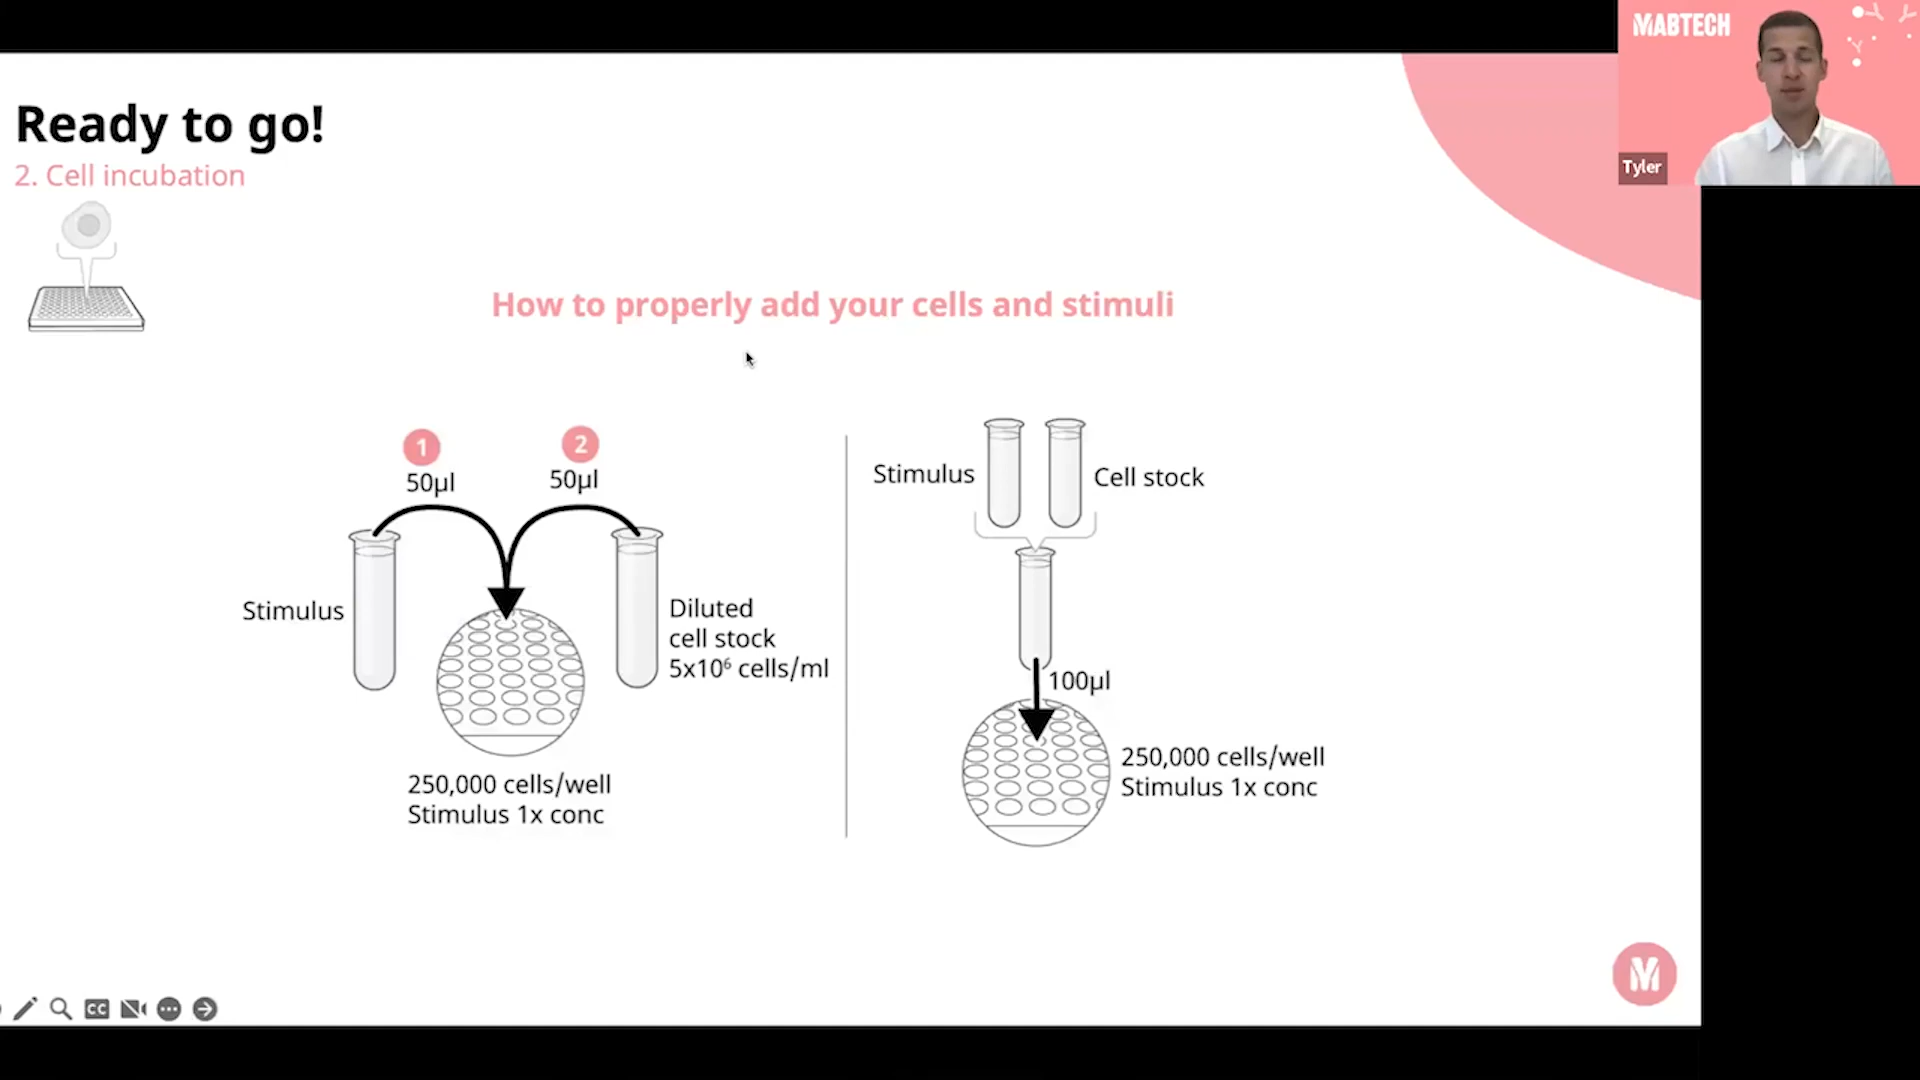 MABTECH
Tyler
Ready to go!
2. Cell incubation
How to properly add your cells and stimuli
1
50µl
2
50µl
Stimulus
Diluted
cell stock
5x10⁶ cells/ml
250,000 cells/well
Stimulus 1x conc
Stimulus
Cell stock
100µl
250,000 cells/well
Stimulus 1x conc
CC
M